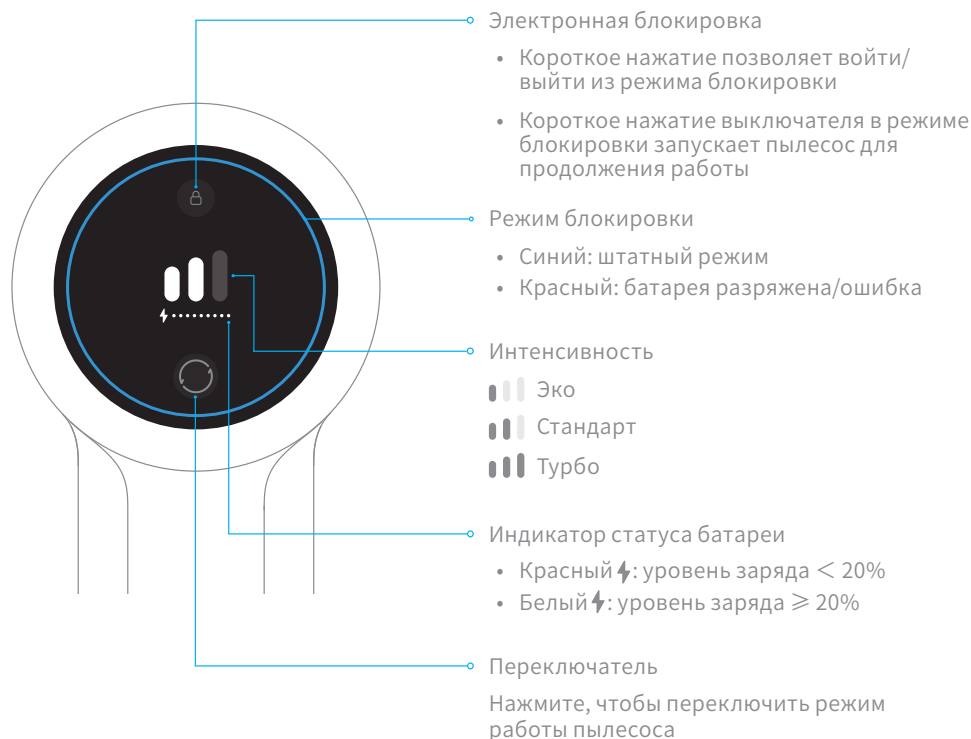 Электронная блокировка
• Короткое нажатие позволяет войти/
выйти из режима блокировки
• Короткое нажатие выключателя в режиме
блокировки запускает пылесос для
продолжения работы
Режим блокировки
• Синий: штатный режим
• Красный: батарея разряжена/ошибка
Интенсивность
Эко
Стандарт
Турбо
Индикатор статуса батареи
• Красный: уровень заряда < 20%
• Белый: уровень заряда ⩾ 20%
Переключатель
Нажмите, чтобы переключить режим
работы пылесоса